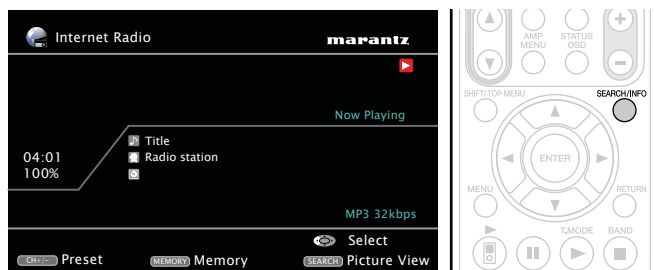 Internet Radio
marantz
Now Playing
Title
Radio station
04:01
100%
MP3 32kbps
Select
CH+/- Preset
MEMORY Memory
SEARCH Picture View
AMP MENU
STATUS OSD
+
-
SHIFT/TOP MENU
SEARCH/INFO
ENTER
MENU
RETURN
T.MODE
BAND